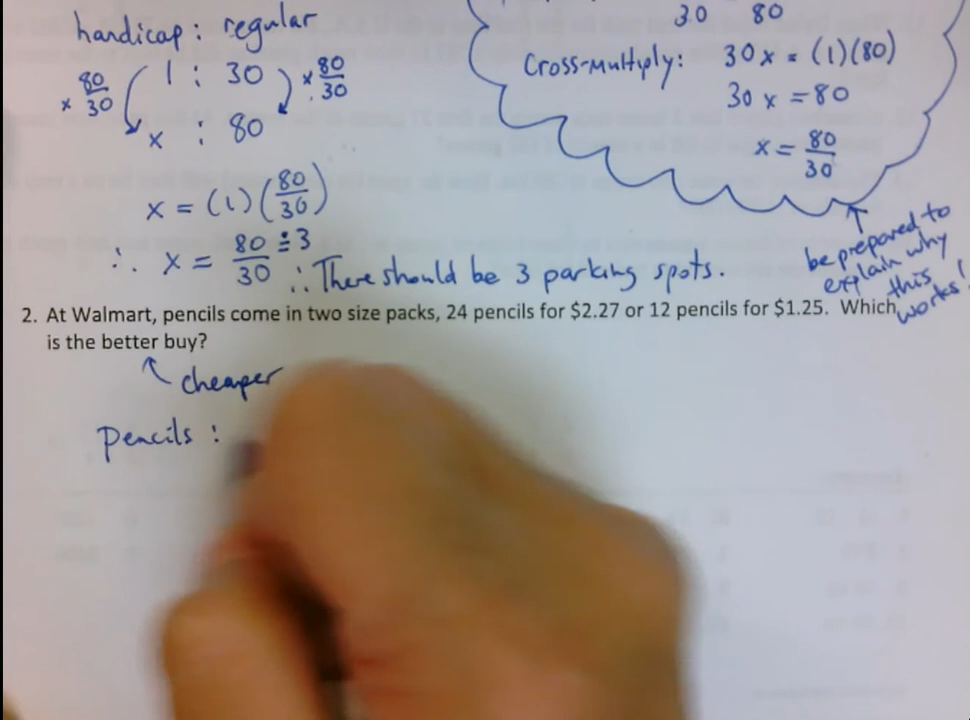 handicap : regular
30 80
× 80/30 ( 1 : 30 ) × 80/30
Cross-multiply: 30x = (1)(80)
30x = 80
x : 80
x = 80/30
x = (1)(80/30)
∴ x = 80/30 ≐ 3 ∴ There should be 3 parking spots.
be prepared to
explain why
this
works!
2. At Walmart, pencils come in two size packs, 24 pencils for $2.27 or 12 pencils for $1.25. Which
is the better buy?
cheaper
pencils :